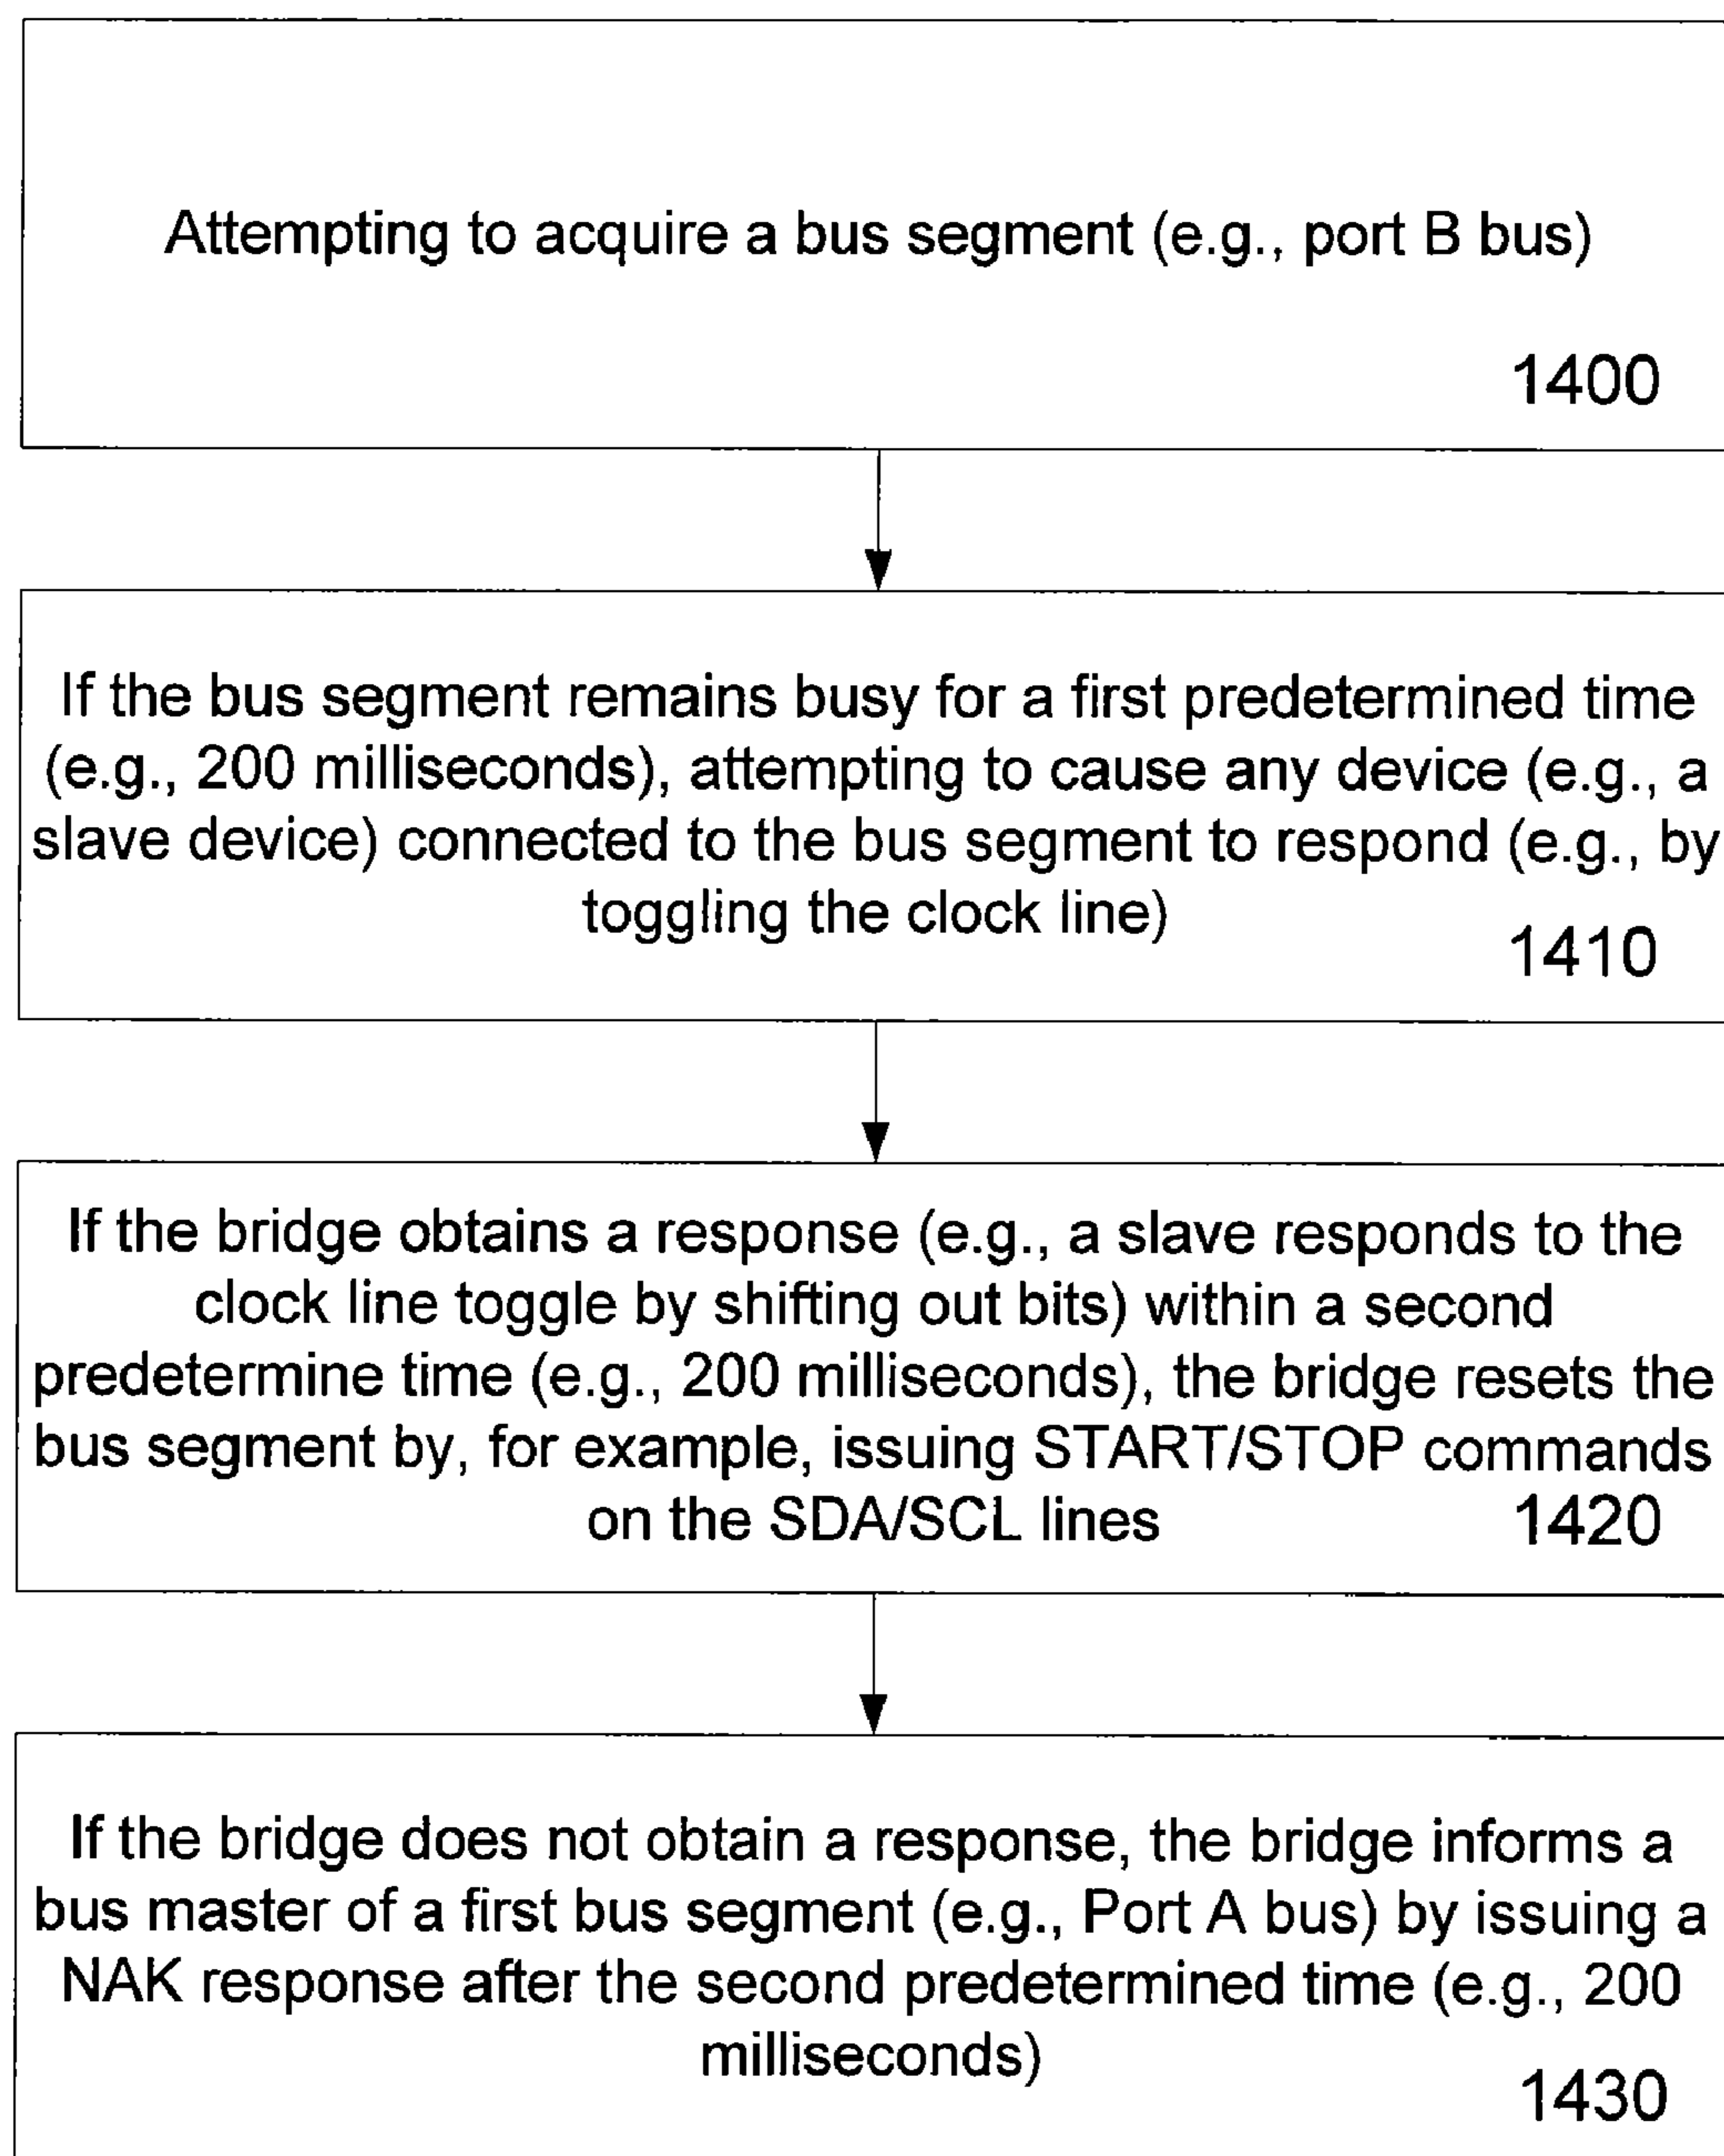 Attempting to acquire a bus segment (e.g., port B bus)
1400
If the bus segment remains busy for a first predetermined time
(e.g., 200 milliseconds), attempting to cause any device (e.g., a
slave device) connected to the bus segment to respond (e.g., by
toggling the clock line)
1410
If the bridge obtains a response (e.g., a slave responds to the
clock line toggle by shifting out bits) within a second
predetermine time (e.g., 200 milliseconds), the bridge resets the
bus segment by, for example, issuing START/STOP commands
on the SDA/SCL lines
1420
If the bridge does not obtain a response, the bridge informs a
bus master of a first bus segment (e.g., Port A bus) by issuing a
NAK response after the second predetermined time (e.g., 200
milliseconds)
1430